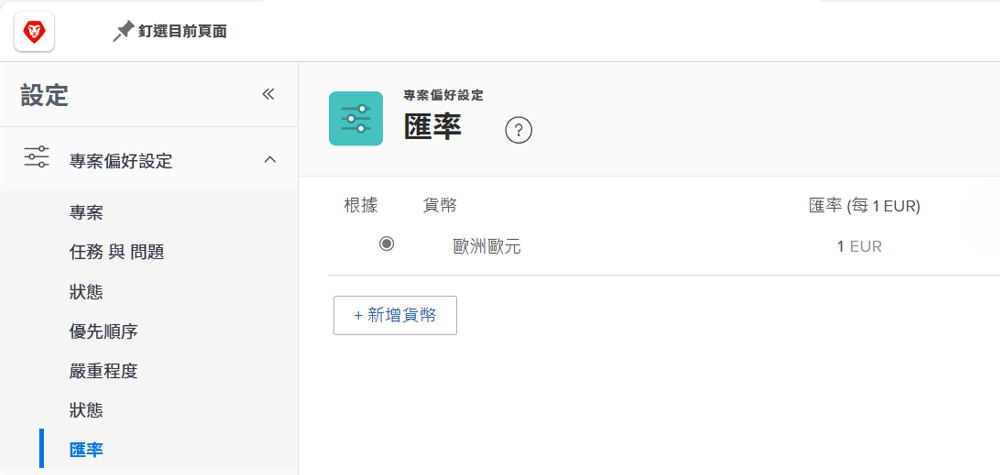 釘選目前頁面
設定
專案偏好設定
專案
任務 與 問題
狀態
優先順序
嚴重程度
狀態
匯率
專案偏好設定
匯率
?
根據 貨幣 匯率 (每 1 EUR)
歐洲歐元 1 EUR
+ 新增貨幣